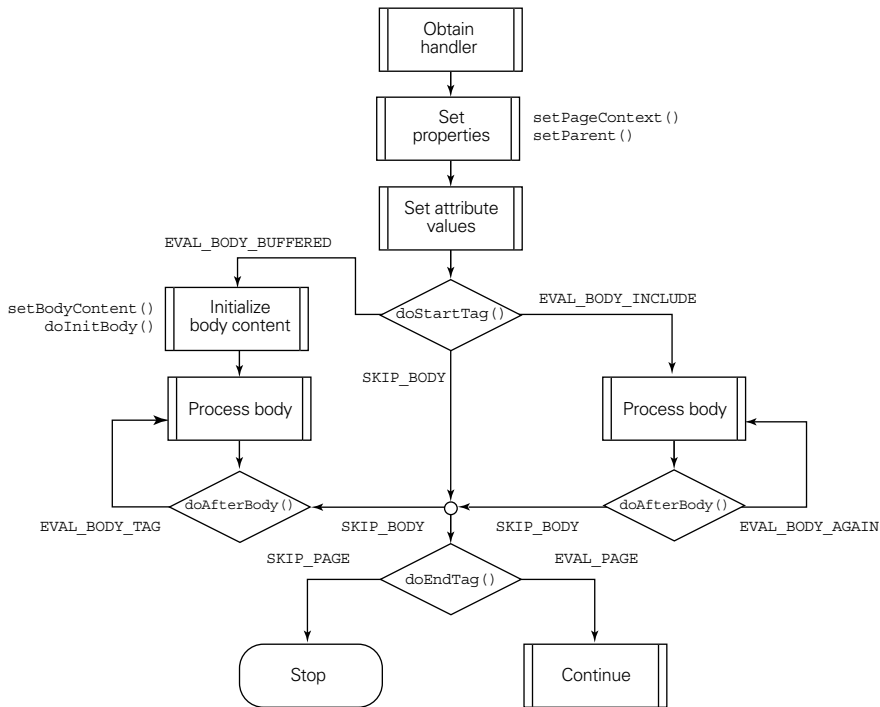 Obtain
handler
Set
properties
setPageContext()
setParent()
Set attribute
values
EVAL_BODY_BUFFERED
setBodyContent()
doInitBody()
Initialize
body content
doStartTag()
EVAL_BODY_INCLUDE
SKIP_BODY
Process body
Process body
doAfterBody()
doAfterBody()
EVAL_BODY_TAG
SKIP_BODY
SKIP_BODY
EVAL_BODY_AGAIN
SKIP_PAGE
doEndTag()
EVAL_PAGE
Stop
Continue